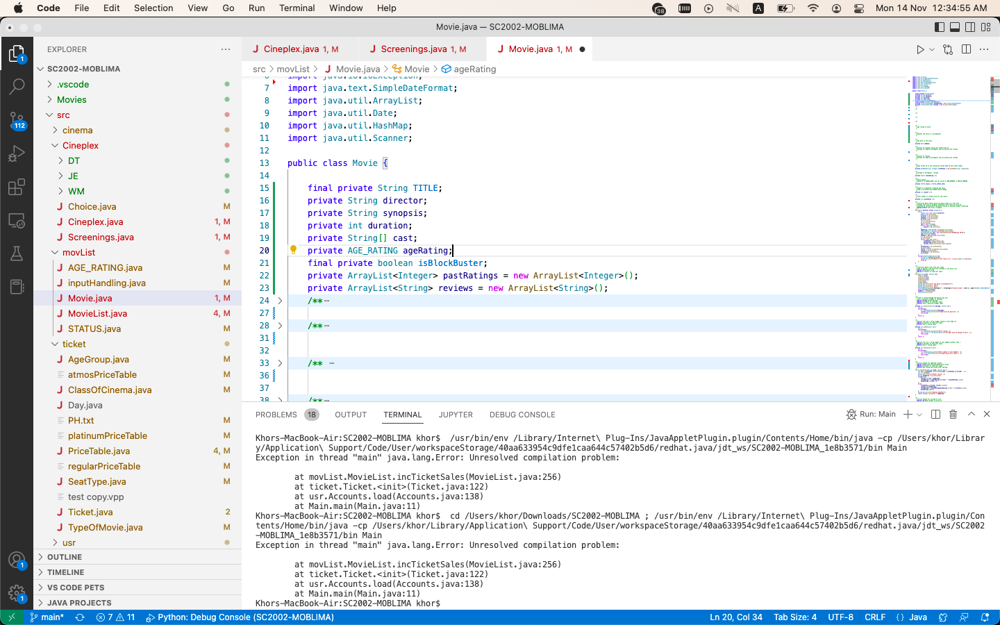 Code File Edit Selection View Go Run Terminal Window Help 38 A Mon 14 Nov 12:34:55 AM
Movie.java — SC2002-MOBLIMA
EXPLORER
SC2002-MOBLIMA
.vscode
Movies
src
cinema
Cineplex
DT
JE
WM
Choice.java M
Cineplex.java 1, M
Screenings.java 1, M
movList
AGE_RATING.java M
inputHandling.java M
Movie.java 1, M
MovieList.java 4, M
STATUS.java M
ticket
AgeGroup.java M
atmosPriceTable M
ClassOfCinema.java M
Day.java
PH.txt M
platinumPriceTable M
PriceTable.java 4, M
regularPriceTable M
SeatType.java M
test copy.vpp
Ticket.java 2
TypeOfMovie.java M
usr
OUTLINE
TIMELINE
VS CODE PETS
JAVA PROJECTS
1
112
1
1
Cineplex.java 1, M Screenings.java 1, M Movie.java 1, M
src > movList > Movie.java > Movie > ageRating
6 import java.io.IOException;
7 import java.text.SimpleDateFormat;
8 import java.util.ArrayList;
9 import java.util.Date;
10 import java.util.HashMap;
11 import java.util.Scanner;
12
13 public class Movie {
14
15 final private String TITLE;
16 private String director;
17 private String synopsis;
18 private int duration;
19 private String[] cast;
20 private AGE_RATING ageRating;
21 final private boolean isBlockBuster;
22 private ArrayList<Integer> pastRatings = new ArrayList<Integer>();
23 private ArrayList<String> reviews = new ArrayList<String>();
24 /** ⋯
27
28 /** ⋯
31
32
33 /** ⋯
36
37
38 /** ⋯
PROBLEMS 18 OUTPUT TERMINAL JUPYTER DEBUG CONSOLE Run: Main
Khors-MacBook-Air:SC2002-MOBLIMA khor$ /usr/bin/env /Library/Internet\ Plug-Ins/JavaAppletPlugin.plugin/Contents/Home/bin/java -cp /Users/khor/Librar
y/Application\ Support/Code/User/workspaceStorage/40aa633954c9dfe1caa644c57402b5d6/redhat.java/jdt_ws/SC2002-MOBLIMA_1e8b3571/bin Main
Exception in thread "main" java.lang.Error: Unresolved compilation problem:
at movList.MovieList.incTicketSales(MovieList.java:256)
at ticket.Ticket.<init>(Ticket.java:122)
at usr.Accounts.load(Accounts.java:138)
at Main.main(Main.java:11)
Khors-MacBook-Air:SC2002-MOBLIMA khor$ cd /Users/khor/Downloads/SC2002-MOBLIMA ; /usr/bin/env /Library/Internet\ Plug-Ins/JavaAppletPlugin.plugin/Con
tents/Home/bin/java -cp /Users/khor/Library/Application\ Support/Code/User/workspaceStorage/40aa633954c9dfe1caa644c57402b5d6/redhat.java/jdt_ws/SC2002
-MOBLIMA_1e8b3571/bin Main
Exception in thread "main" java.lang.Error: Unresolved compilation problem:
at movList.MovieList.incTicketSales(MovieList.java:256)
at ticket.Ticket.<init>(Ticket.java:122)
at usr.Accounts.load(Accounts.java:138)
at Main.main(Main.java:11)
Khors-MacBook-Air:SC2002-MOBLIMA khor$
main* 7 11 Python: Debug Console (SC2002-MOBLIMA) Ln 20, Col 34 Tab Size: 4 UTF-8 CRLF {} Java